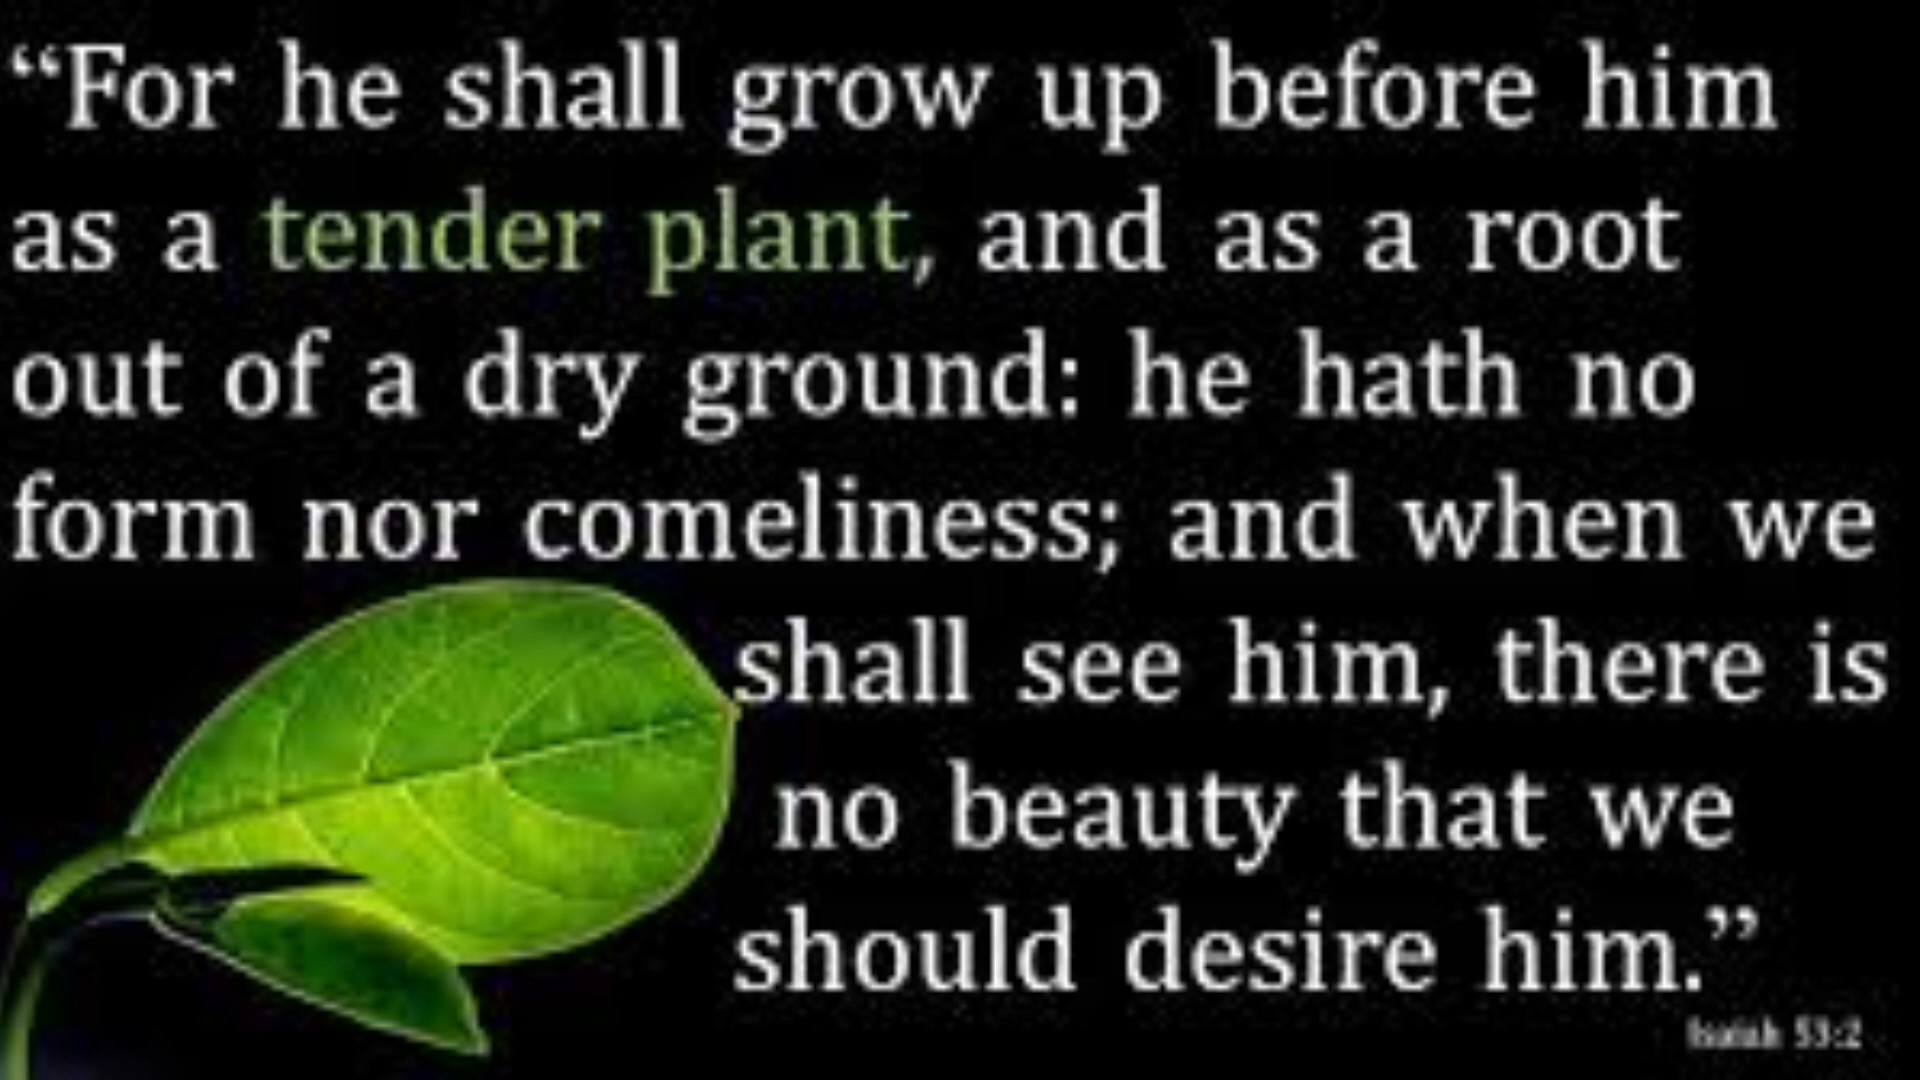 “For he shall grow up before him
as a tender plant, and as a root
out of a dry ground: he hath no
form nor comeliness; and when we
shall see him, there is
no beauty that we
should desire him.”
Isaiah 53:2